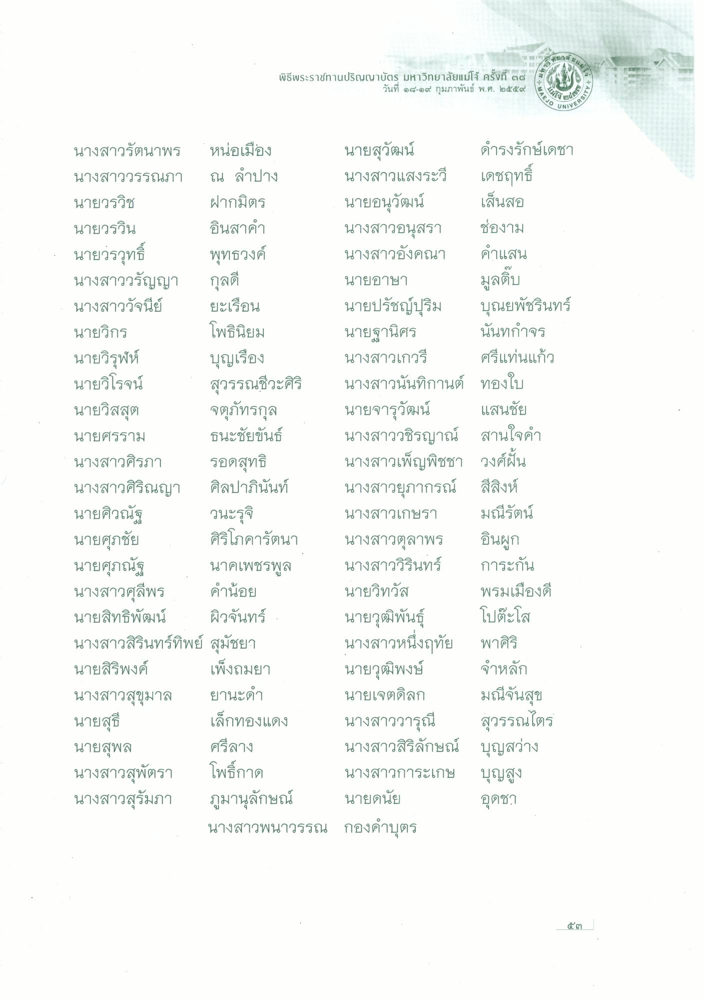 พิธีพระราชทานปริญญาบัตร มหาวิทยาลัยแม่โจ้ ครั้งที่ ๓๘
วันที่ ๑๘-๑๙ กุมภาพันธ์ พ.ศ. ๒๕๕๙
มหาวิทยาลัยแม่โจ้
แม่โจ้ ๒๔๗๗
MAEJO UNIVERSITY
นางสาวรัตนาพร หน่อเมือง นายสุวัฒน์ ดำรงรักษ์เดชา
นางสาววรรณภา ณ ลำปาง นางสาวแสงระวี เดชฤทธิ์
นายวรวิช ฝากมิตร นายอนุวัฒน์ เส็นสอ
นายวรวิน อินสาคำ นางสาวอนุสรา ช่องาม
นายวรวุทธิ์ พุทธวงค์ นางสาวอังคณา คำแสน
นางสาววรัญญา กุลดี นายอาษา มูลติ๊บ
นางสาววัจนีย์ ยะเรือน นายปรัชญ์ปุริม บุณยพัชรินทร์
นายวิกร โพธินิยม นายฐานิศร นันทกำจร
นายวิรุฬห์ บุญเรือง นางสาวเกวรี ศรีแท่นแก้ว
นายวิโรจน์ สุวรรณชีวะศิริ นางสาวนันทิกานต์ ทองใบ
นายวิสสุต จตุภัทรกุล นายจารุวัฒน์ แสนชัย
นายศรราม ธนะชัยขันธ์ นางสาววชิรญาณ์ สานใจคำ
นางสาวศิรภา รอดสุทธิ นางสาวเพ็ญพิชชา วงศ์ฝั้น
นางสาวศิริณญา ศิลปาภินันท์ นางสาวยุภากรณ์ สีสิงห์
นายศิวณัฐ วนะรุจิ นางสาวเกษรา มณีรัตน์
นายศุภชัย ศิริโภคารัตนา นางสาวตุลาพร อินผูก
นายศุภณัฐ นาคเพชรพูล นางสาววิรินทร์ การะกัน
นางสาวศุลีพร คำน้อย นายวิทวัส พรมเมืองดี
นายสิทธิพัฒน์ ผิวจันทร์ นายวุฒิพันธุ์ โปต๊ะโส
นางสาวสิรินทร์ทิพย์ สุมัชยา นางสาวหนึ่งฤทัย พาศิริ
นายสิริพงค์ เพ็งถมยา นายวุฒิพงษ์ จำหลัก
นางสาวสุขุมาล ยานะดำ นายเจตดิลก มณีจันสุข
นายสุธี เล็กทองแดง นางสาววารุณี สุวรรณไตร
นายสุพล ศรีลาง นางสาวสิริลักษณ์ บุญสว่าง
นางสาวสุพัตรา โพธิ์กาด นางสาวการะเกษ บุญสูง
นางสาวสุรัมภา ภูมานุลักษณ์ นายดนัย อุดชา
นางสาวพนาวรรณ กองคำบุตร
๕๓